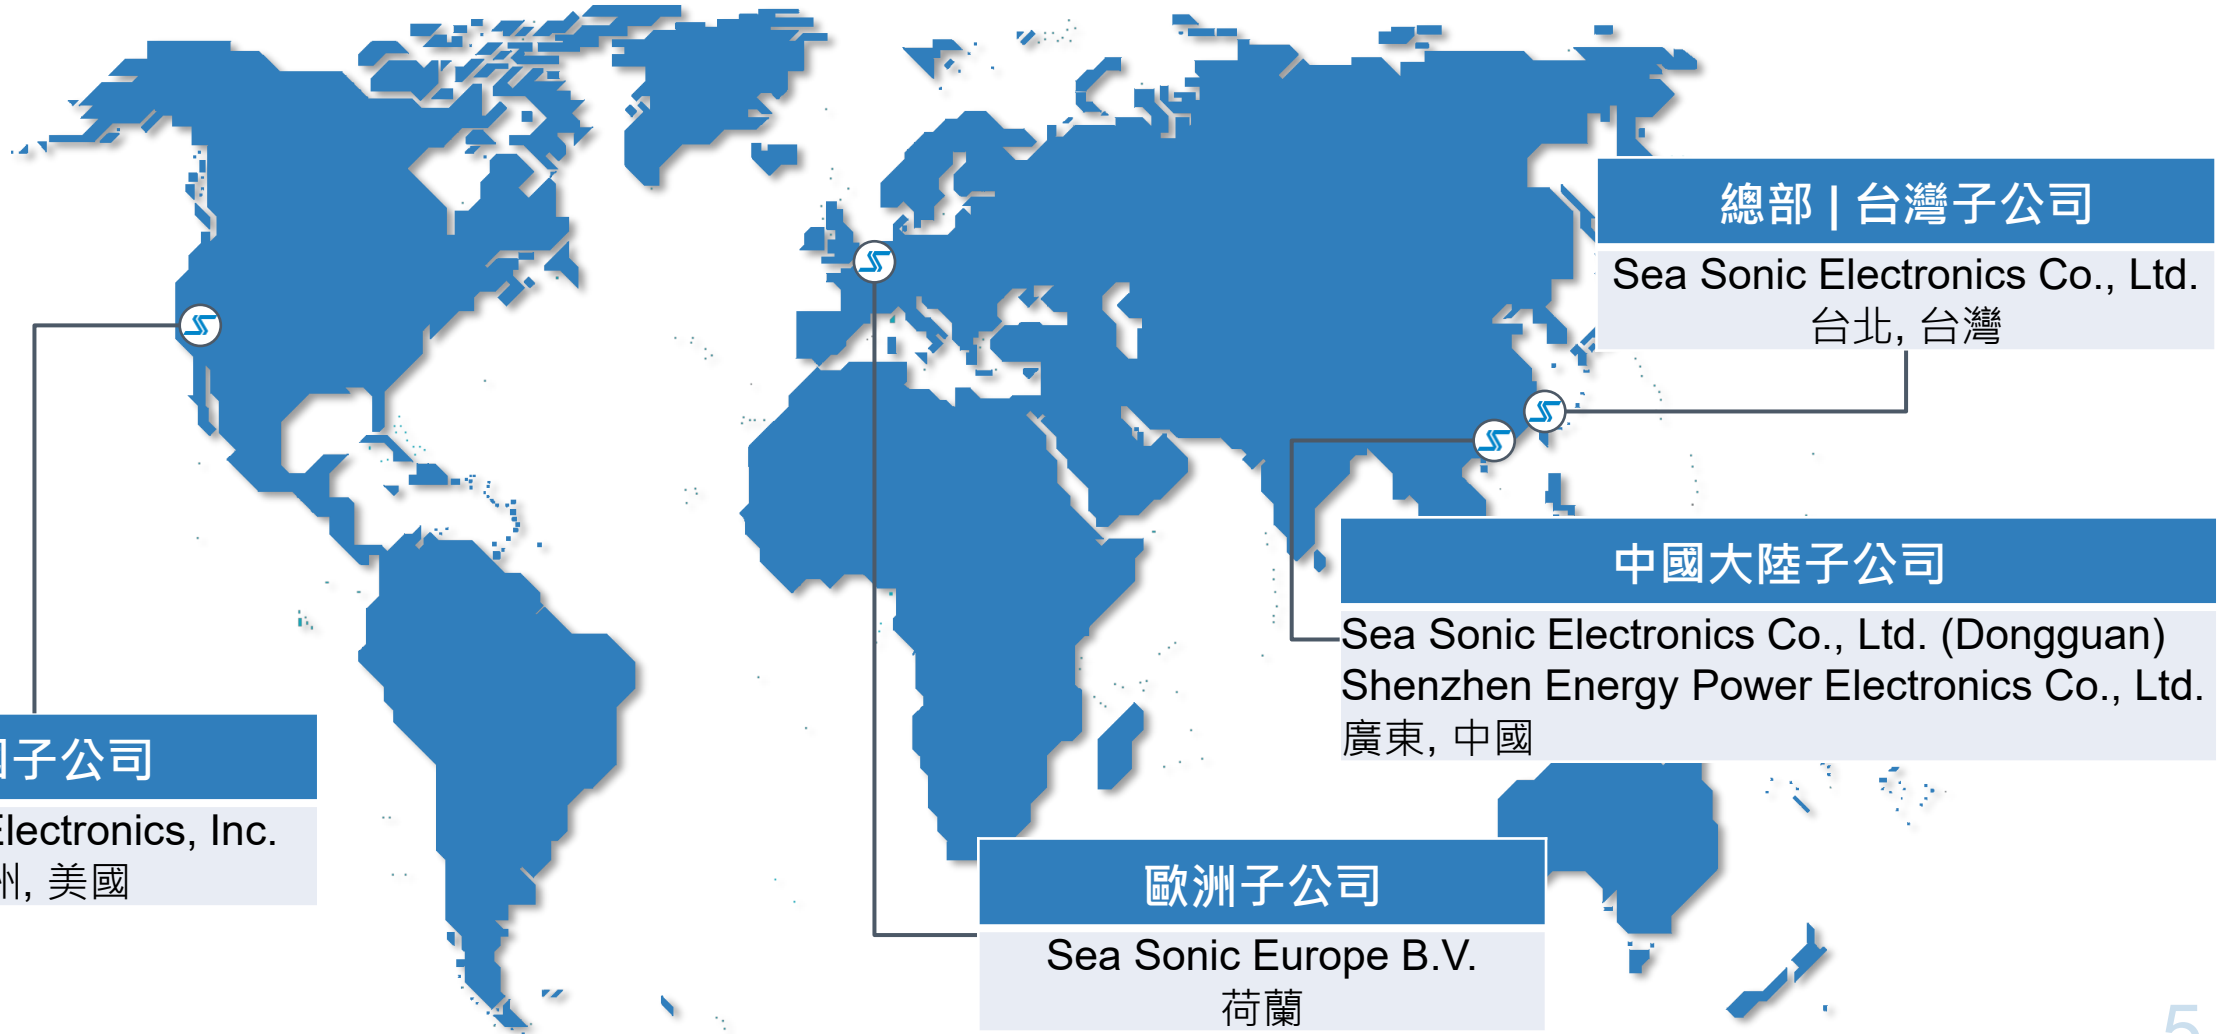 總部 | 台灣子公司
Sea Sonic Electronics Co., Ltd.
台北, 台灣
中國大陸子公司
Sea Sonic Electronics Co., Ltd. (Dongguan)
Shenzhen Energy Power Electronics Co., Ltd.
廣東, 中國
子公司
Electronics, Inc.
州, 美國
歐洲子公司
Sea Sonic Europe B.V.
荷蘭
5